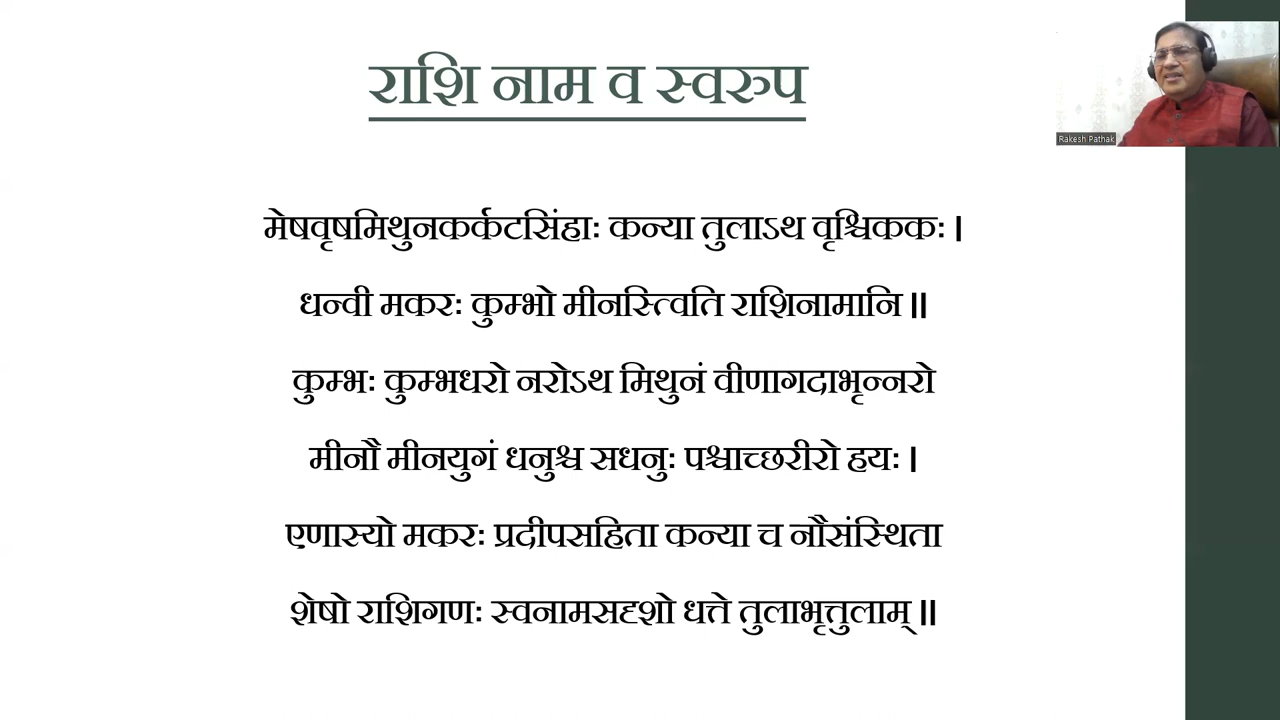 राशि नाम व स्वरुप
Rakesh Pathak
मेषवृषमिथुनकर्कटसिंहाः कन्या तुलाऽथ वृश्चिककः ।
धन्वी मकरः कुम्भो मीनस्त्विति राशिनामानि ॥
कुम्भः कुम्भधरो नरोऽथ मिथुनं वीणागदाभृन्नरो
मीनौ मीनयुगं धनुश्च सधनुः पश्चाच्छरीरो हयः ।
एणास्यो मकरः प्रदीपसहिता कन्या च नौसंस्थिता
शेषो राशिगणः स्वनामसदृशो धत्ते तुलाभृत्तुलाम् ॥